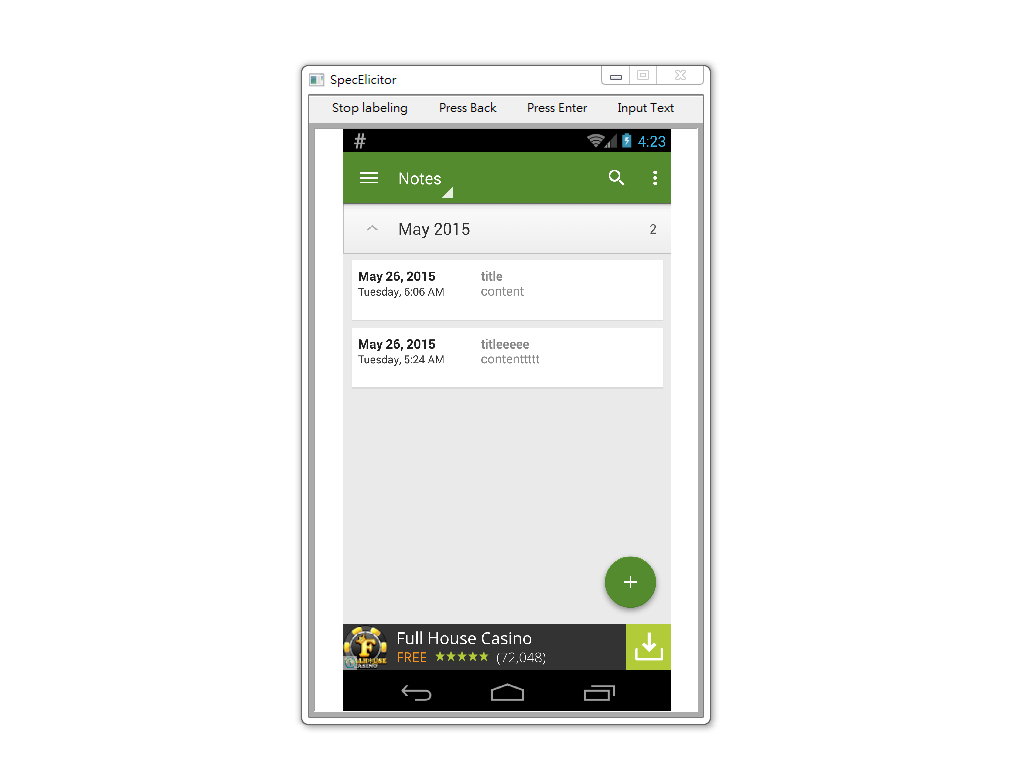 SpecElicitor
Stop labeling Press Back Press Enter Input Text
# 4:23
Notes
May 2015 2
May 26, 2015 title
Tuesday, 6:06 AM content
May 26, 2015 titleeeee
Tuesday, 5:24 AM contenttttt
+
Full House Casino
FREE ★★★★★ (72,048)